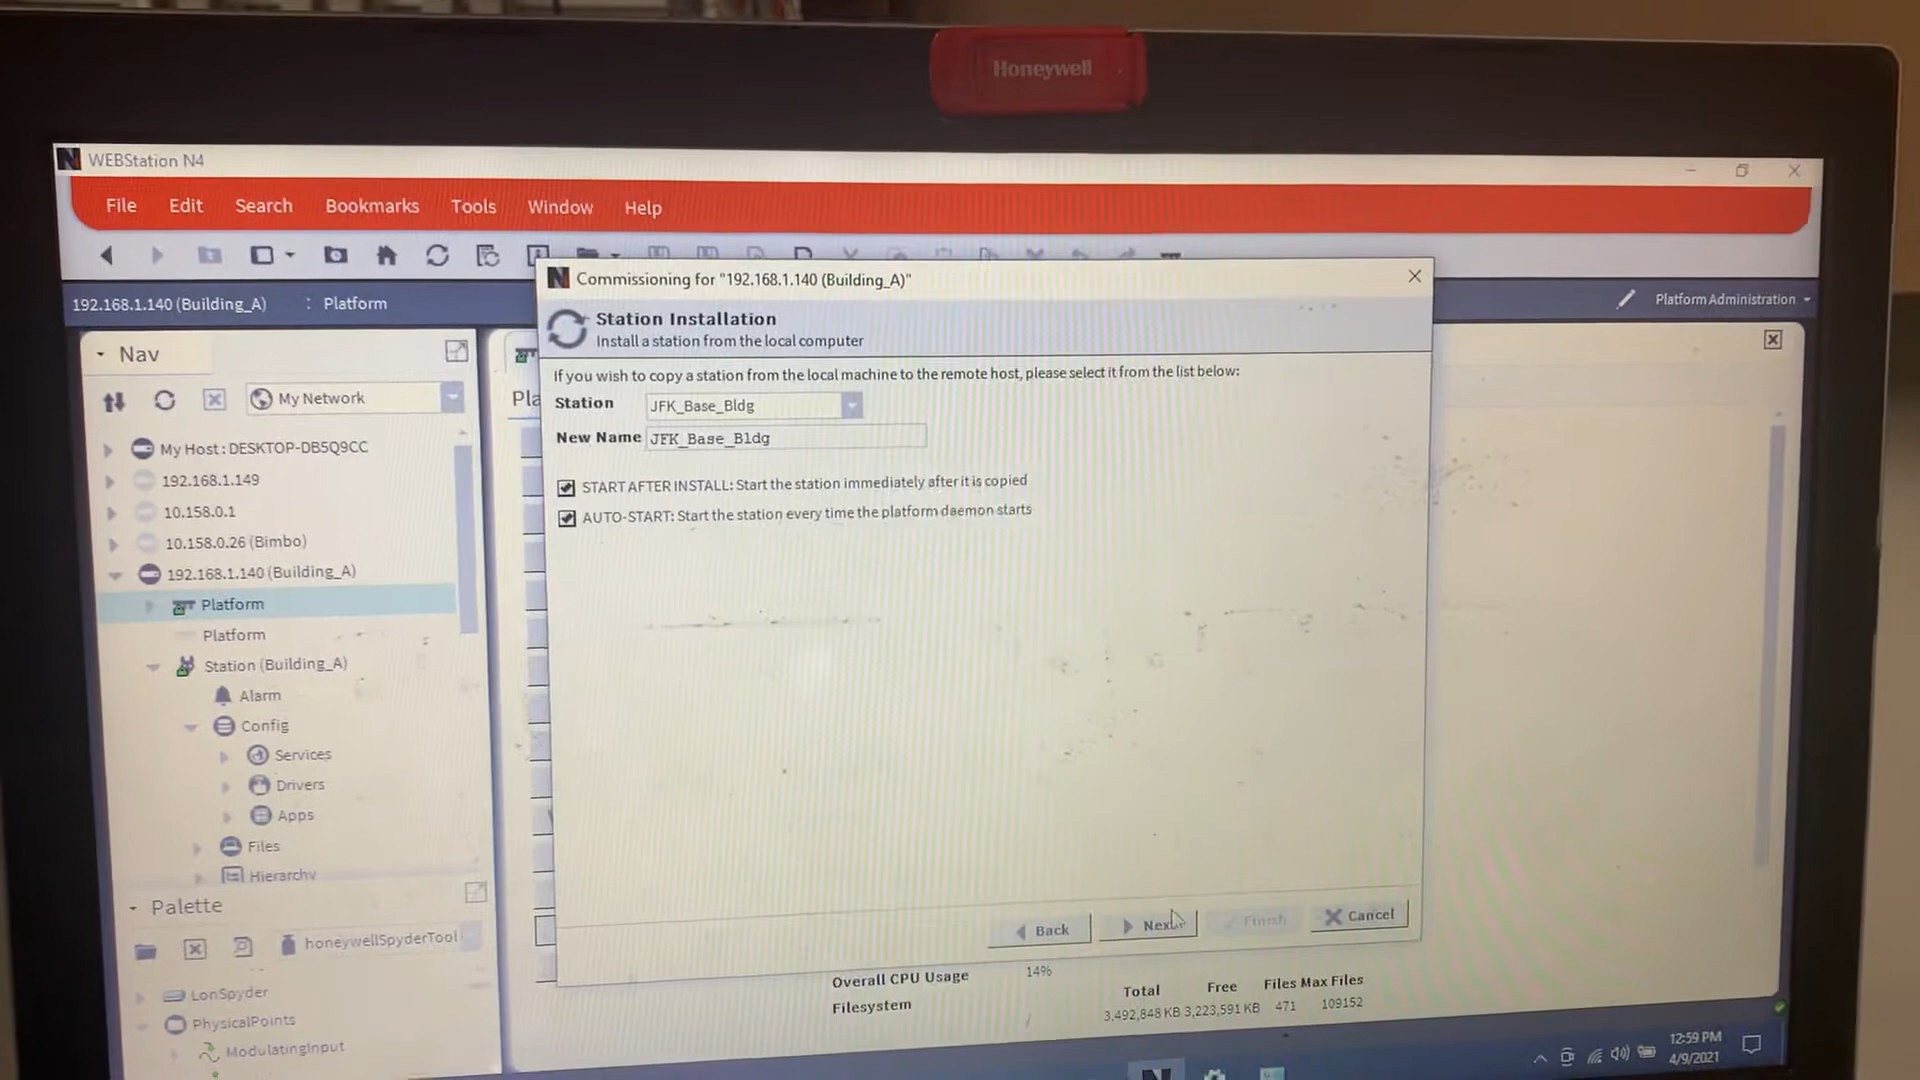 Honeywell
WEBStation N4
File Edit Search Bookmarks Tools Window Help
192.168.1.140 (Building_A) : Platform
Platform Administration
Nav
My Network
My Host : DESKTOP-DB5Q9CC
192.168.1.149
10.158.0.1
10.158.0.26 (Bimbo)
192.168.1.140 (Building_A)
Platform
Platform
Station (Building_A)
Alarm
Config
Services
Drivers
Apps
Files
Hierarchy
Palette
honeywellSpyderTool
LonSpyder
PhysicalPoints
ModulatingInput
Pla
Commissioning for "192.168.1.140 (Building_A)"
Station Installation
Install a station from the local computer
If you wish to copy a station from the local machine to the remote host, please select it from the list below:
Station JFK_Base_Bldg
New Name JFK_Base_Bldg
START AFTER INSTALL: Start the station immediately after it is copied
AUTO-START: Start the station every time the platform daemon starts
Back Next Finish Cancel
Overall CPU Usage 14%
Filesystem Total Free Files Max Files
/ 3,492,848 KB 3,223,591 KB 471 109152
12:59 PM
4/9/2021